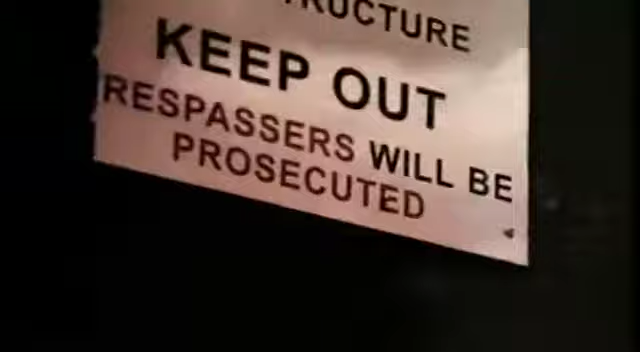 TRUCTURE
KEEP OUT
RESPASSERS WILL BE
PROSECUTED